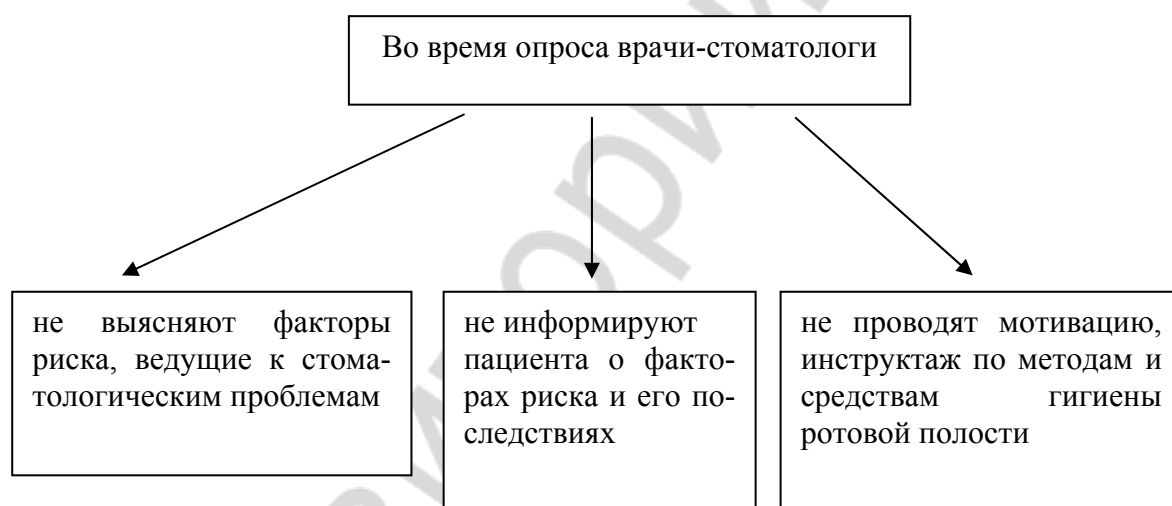 Во время опроса врачи-стоматологи
не выясняют факторы
риска, ведущие к стома-
тологическим проблемам
не информируют
пациента о факто-
рах риска и его по-
следствиях
не проводят мотивацию,
инструктаж по методам и
средствам гигиены
ротовой полости